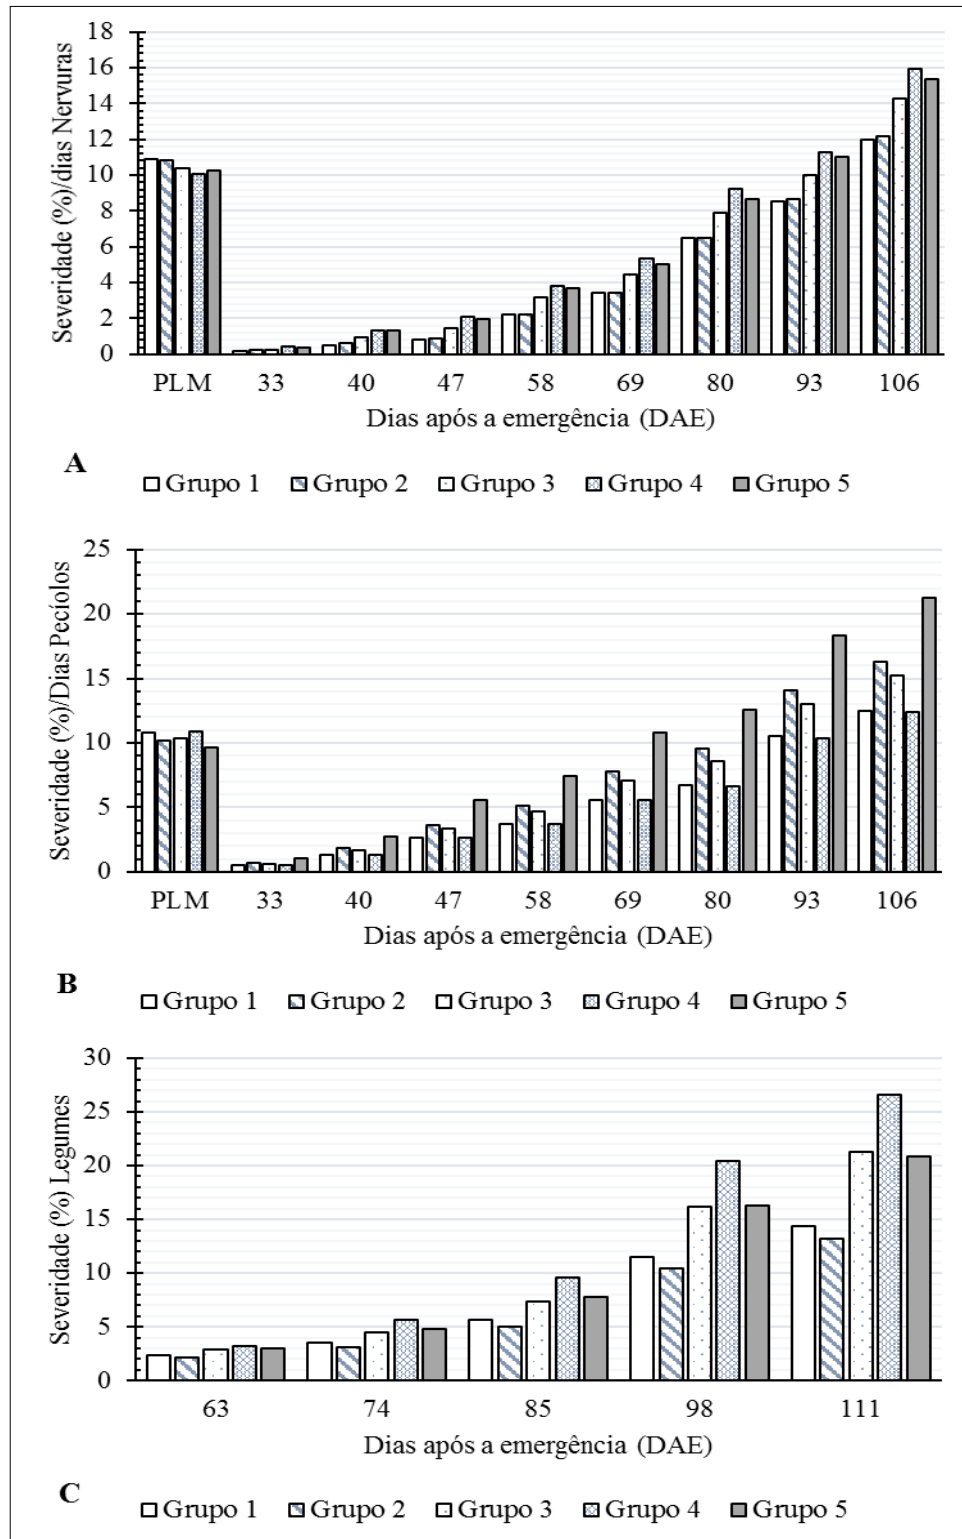 Severidade (%)/dias Nervuras
18
16
14
12
10
8
6
4
2
0
PLM 33 40 47 58 69 80 93 106
Dias após a emergência (DAE)
A
Grupo 1 Grupo 2 Grupo 3 Grupo 4 Grupo 5
Severidade (%)/Dias Pecíolos
25
20
15
10
5
0
PLM 33 40 47 58 69 80 93 106
Dias após a emergência (DAE)
B
Grupo 1 Grupo 2 Grupo 3 Grupo 4 Grupo 5
Severidade (%) Legumes
30
25
20
15
10
5
0
63 74 85 98 111
Dias após a emergência (DAE)
C
Grupo 1 Grupo 2 Grupo 3 Grupo 4 Grupo 5